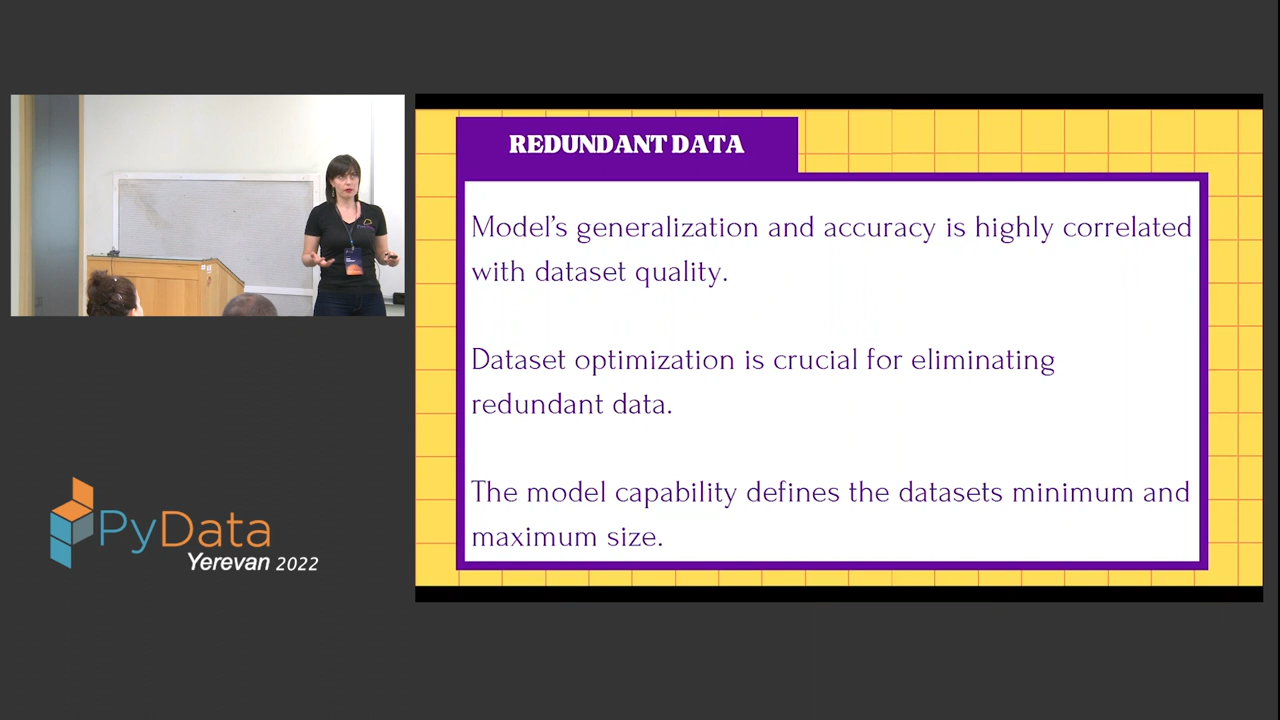 REDUNDANT DATA
Model's generalization and accuracy is highly correlated
with dataset quality.
Dataset optimization is crucial for eliminating
redundant data.
The model capability defines the datasets minimum and
maximum size.
PyData
Yerevan 2022